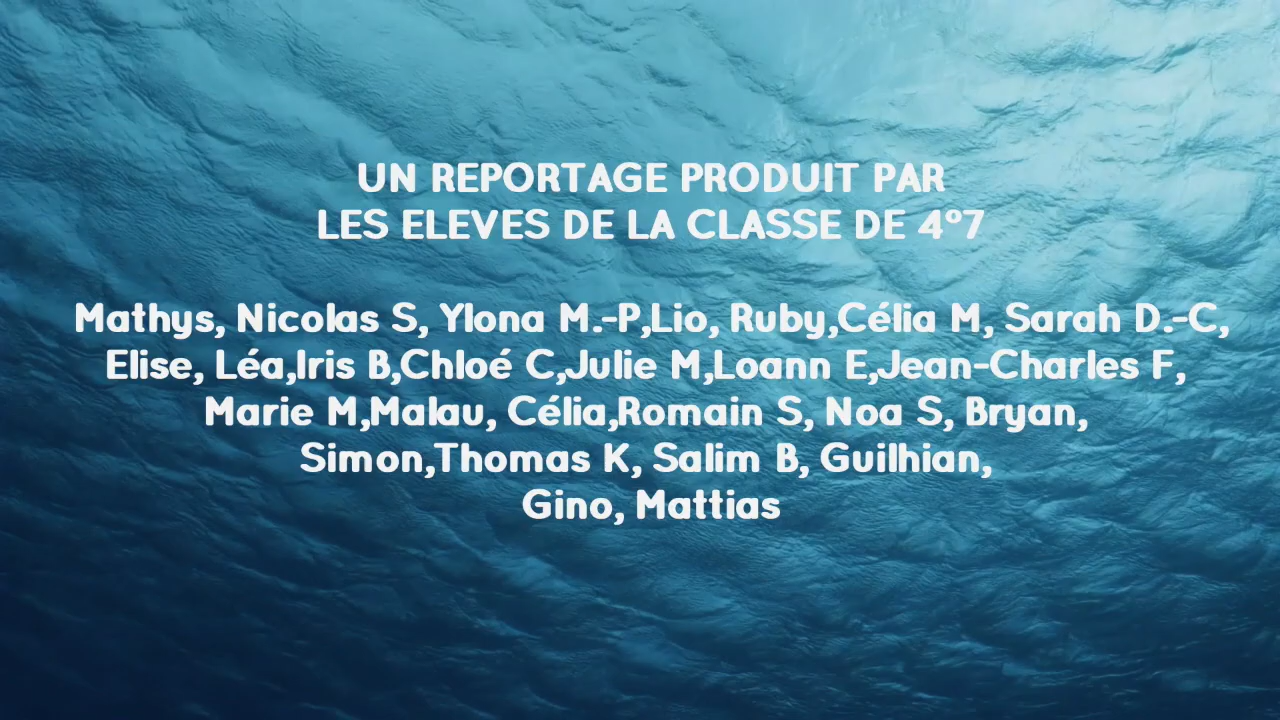 UN REPORTAGE PRODUIT PAR
LES ELEVES DE LA CLASSE DE 4°7
Mathys, Nicolas S, Ylona M.-P,Lio, Ruby,Célia M, Sarah D.-C,
Elise, Léa,Iris B,Chloé C,Julie M,Loann E,Jean-Charles F,
Marie M,Malau, Célia,Romain S, Noa S, Bryan,
Simon,Thomas K, Salim B, Guilhian,
Gino, Mattias